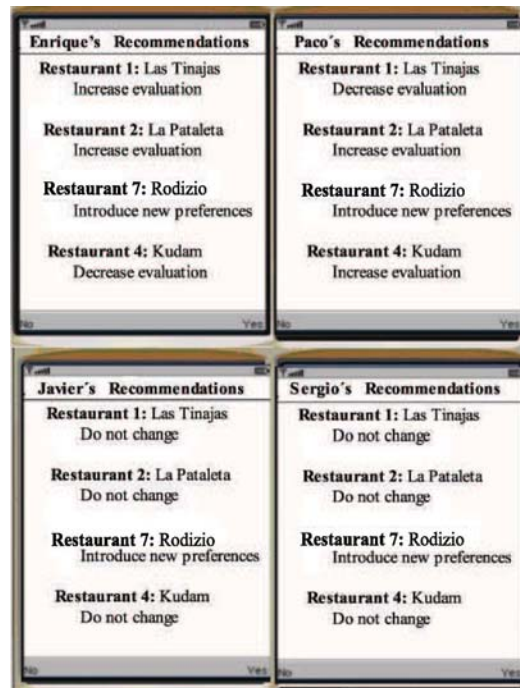 Enrique's Recommendations
Restaurant 1: Las Tinajas
Increase evaluation
Restaurant 2: La Pataleta
Increase evaluation
Restaurant 7: Rodizio
Introduce new preferences
Restaurant 4: Kudam
Decrease evaluation
No Yes
Paco´s Recommendations
Restaurant 1: Las Tinajas
Decrease evaluation
Restaurant 2: La Pataleta
Increase evaluation
Restaurant 7: Rodizio
Introduce new preferences
Restaurant 4: Kudam
Increase evaluation
No Yes
Javier´s Recommendations
Restaurant 1: Las Tinajas
Do not change
Restaurant 2: La Pataleta
Do not change
Restaurant 7: Rodizio
Introduce new preferences
Restaurant 4: Kudam
Do not change
No Yes
Sergio´s Recommendations
Restaurant 1: Las Tinajas
Do not change
Restaurant 2: La Pataleta
Do not change
Restaurant 7: Rodizio
Introduce new preferences
Restaurant 4: Kudam
Do not change
No Yes